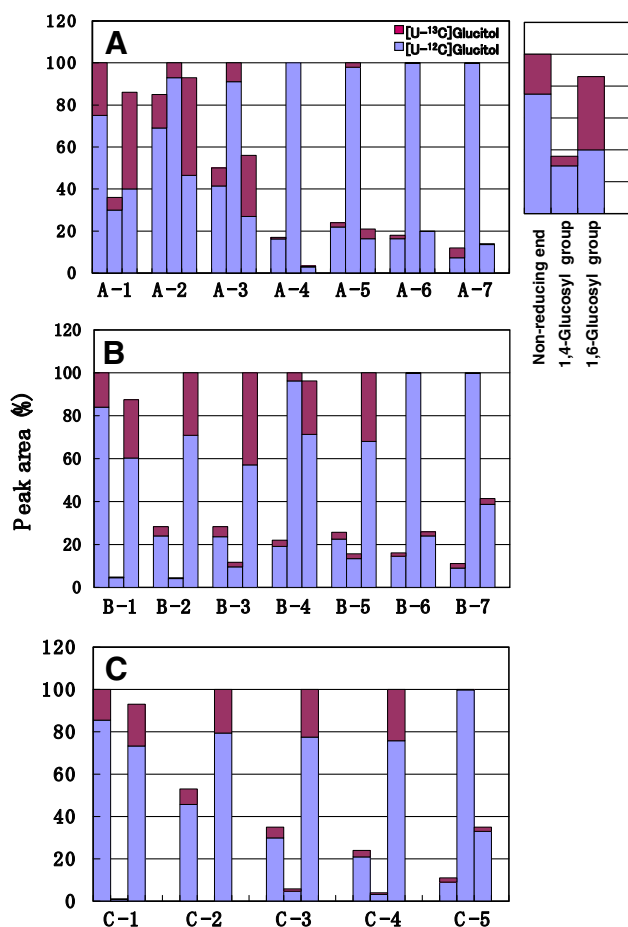 A
[U-¹³C]Glucitol
[U-¹²C]Glucitol
120
100
80
60
40
20
0
A-1 A-2 A-3 A-4 A-5 A-6 A-7
Non-reducing end
1,4-Glucosyl group
1,6-Glucosyl group
Peak area (%)
B
120
100
80
60
40
20
0
B-1 B-2 B-3 B-4 B-5 B-6 B-7
C
120
100
80
60
40
20
0
C-1 C-2 C-3 C-4 C-5